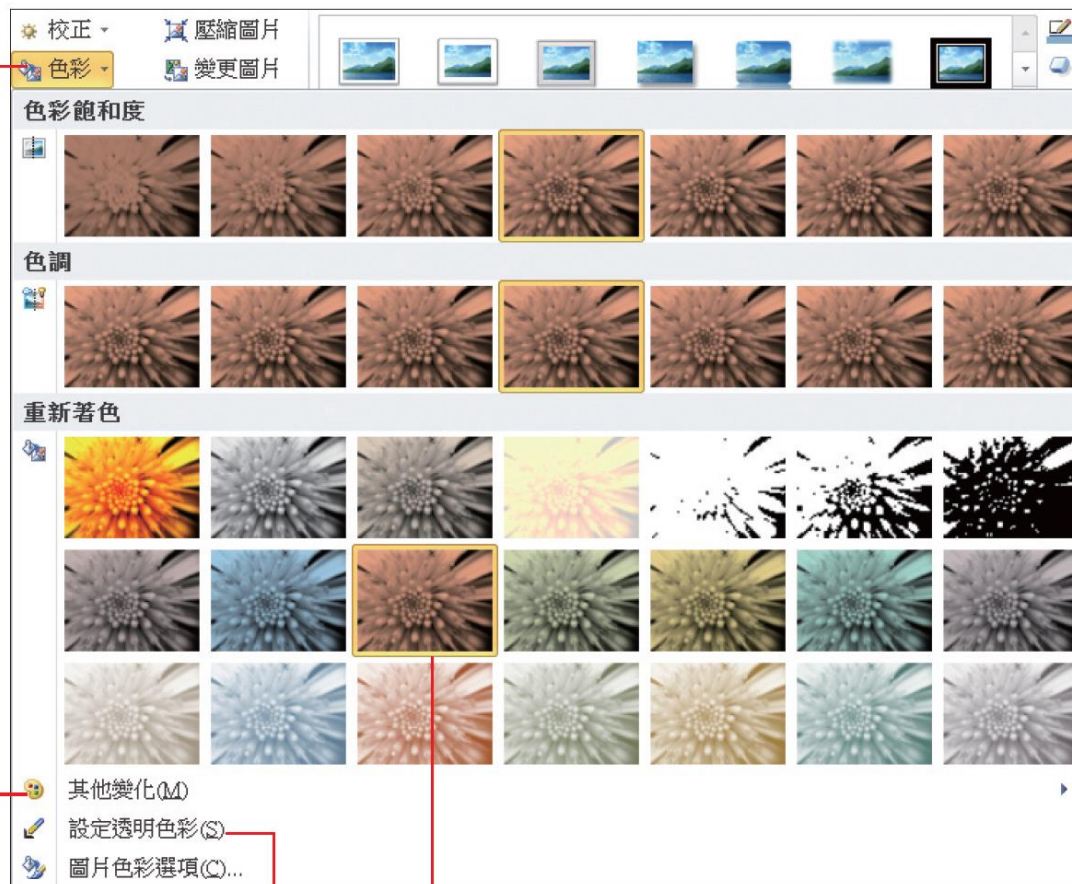 校正 壓縮圖片
色彩 變更圖片
色彩飽和度
色調
重新著色
其他變化(M)
設定透明色彩(S)
圖片色彩選項(C)...